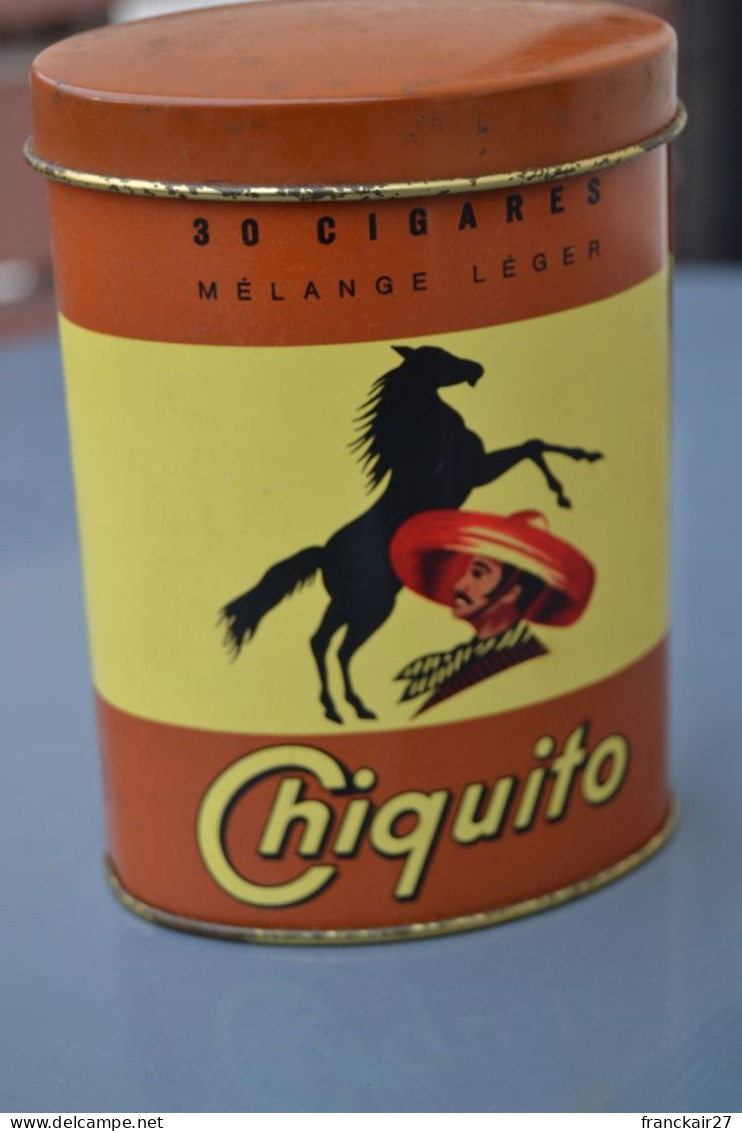 30 CIGARES
MÉLANGE LÉGER
Chiquito
www.delcampe.net
franckair27